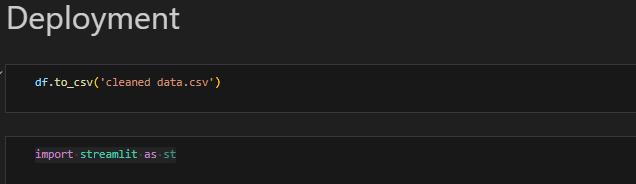 Deployment
df.to_csv('cleaned data.csv')
import streamlit as st